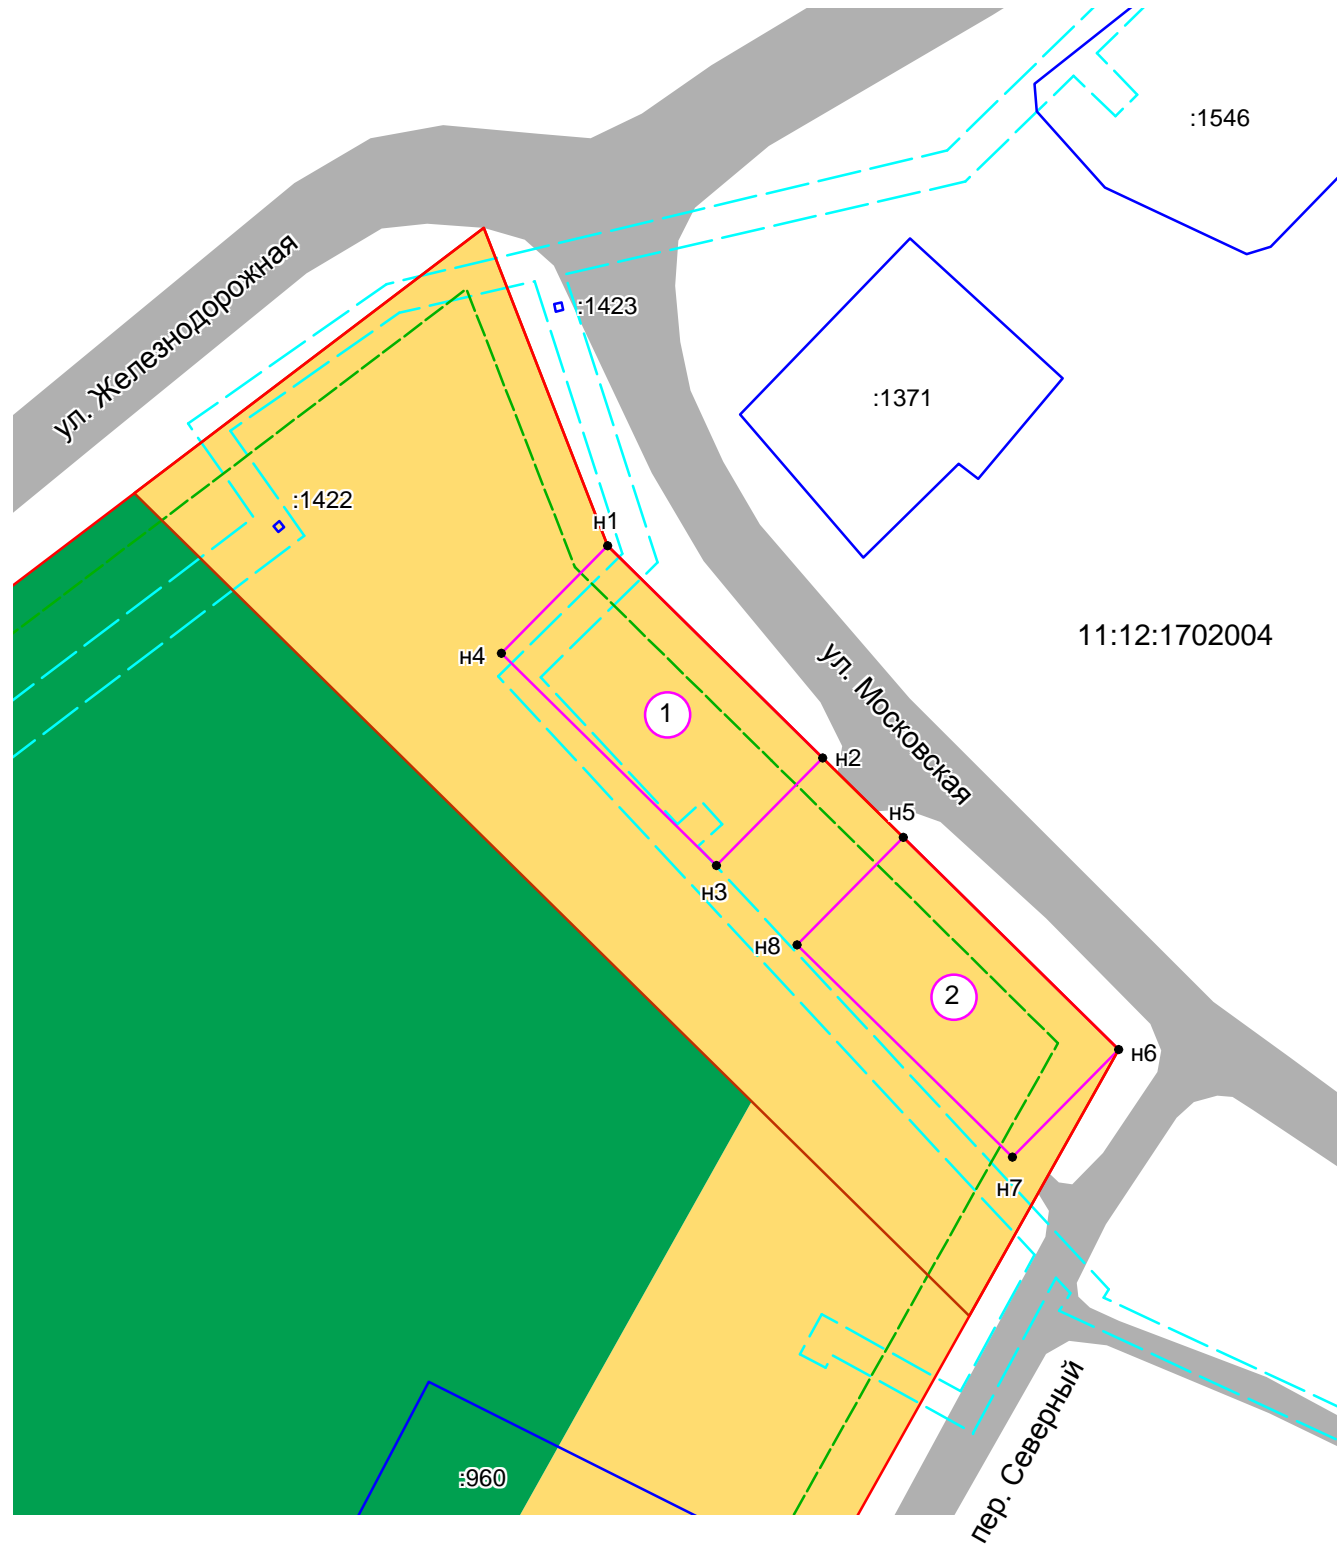 :1546
ул. Железнодорожная
:1423
:1371
:1422
н1
11:12:1702004
н4
ул. Московская
1
н2
н5
н3
н8
2
н6
н7
пер. Северный
:960